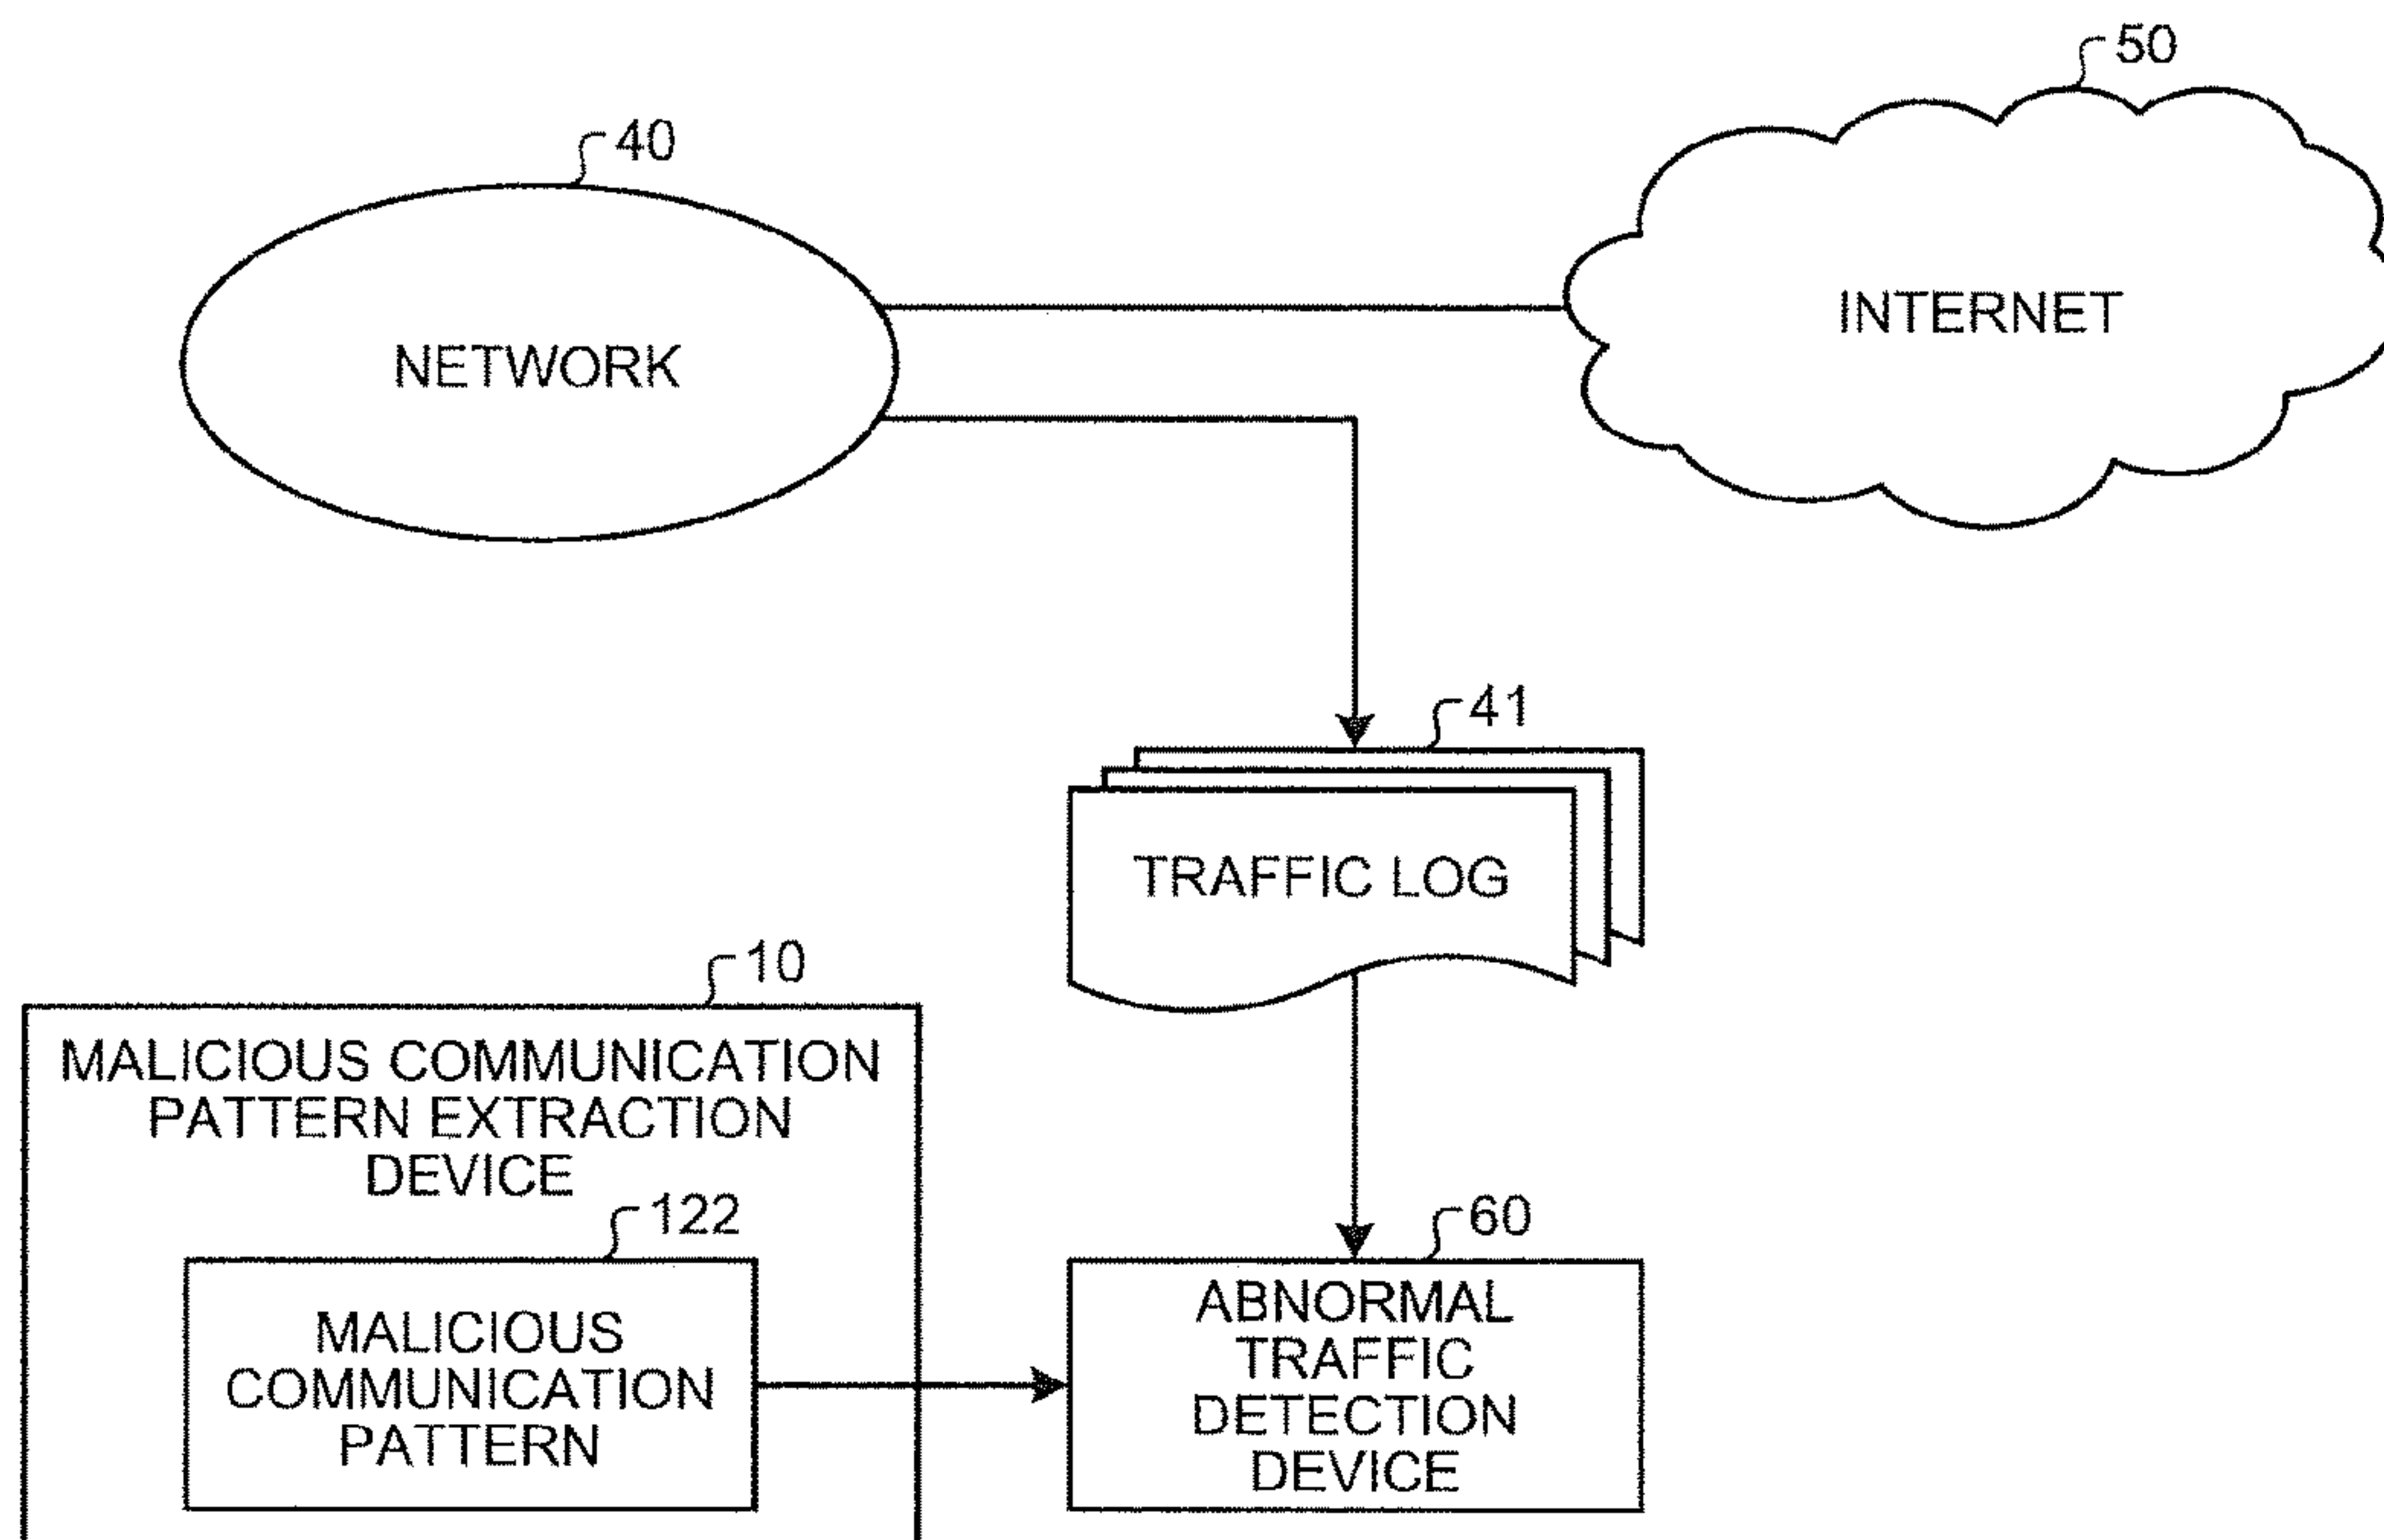 50
40
INTERNET
NETWORK
41
TRAFFIC LOG
10
MALICIOUS COMMUNICATION
PATTERN EXTRACTION
DEVICE
122
60
MALICIOUS
COMMUNICATION
PATTERN
ABNORMAL
TRAFFIC
DETECTION
DEVICE